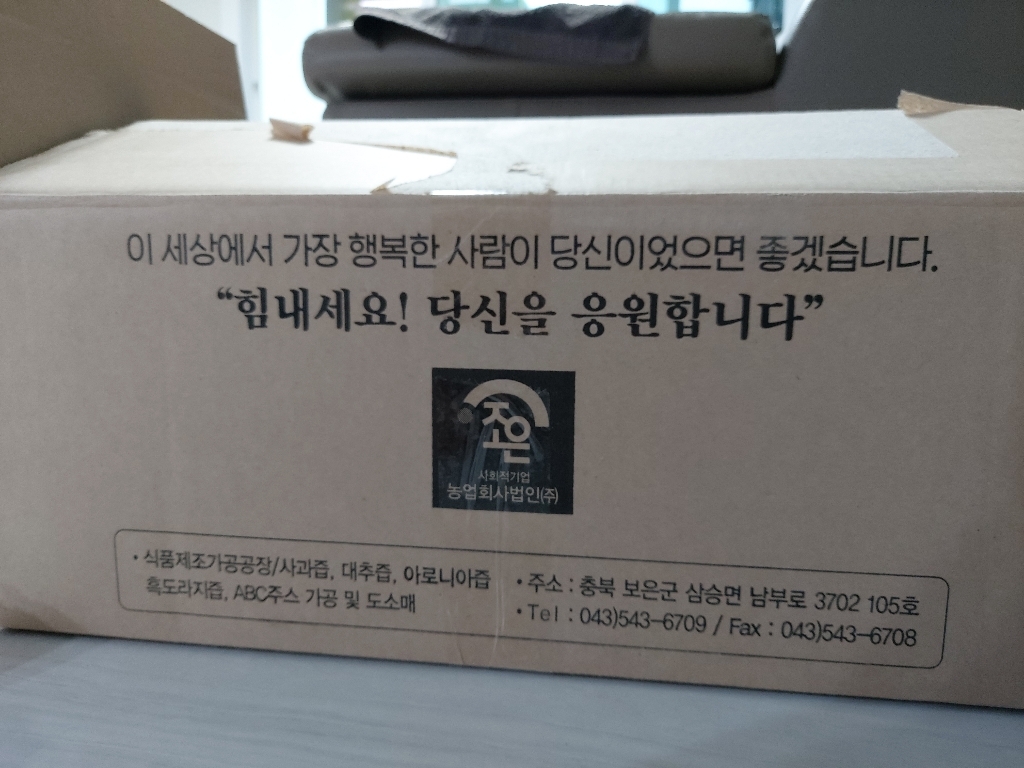 이 세상에서 가장 행복한 사람이 당신이었으면 좋겠습니다.
“힘내세요! 당신을 응원합니다”
조은
사회적기업
농업회사법인(주)
• 식품제조가공공장/사과즙, 대추즙, 아로니아즙
흑도라지즙, ABC주스 가공 및 도소매
• 주소 : 충북 보은군 삼승면 남부로 3702 105호
• Tel : 043)543-6709 / Fax : 043)543-6708